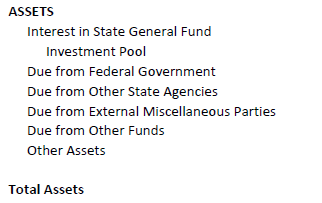 ASSETS
Interest in State General Fund
Investment Pool
Due from Federal Government
Due from Other State Agencies
Due from External Miscellaneous Parties
Due from Other Funds
Other Assets
Total Assets